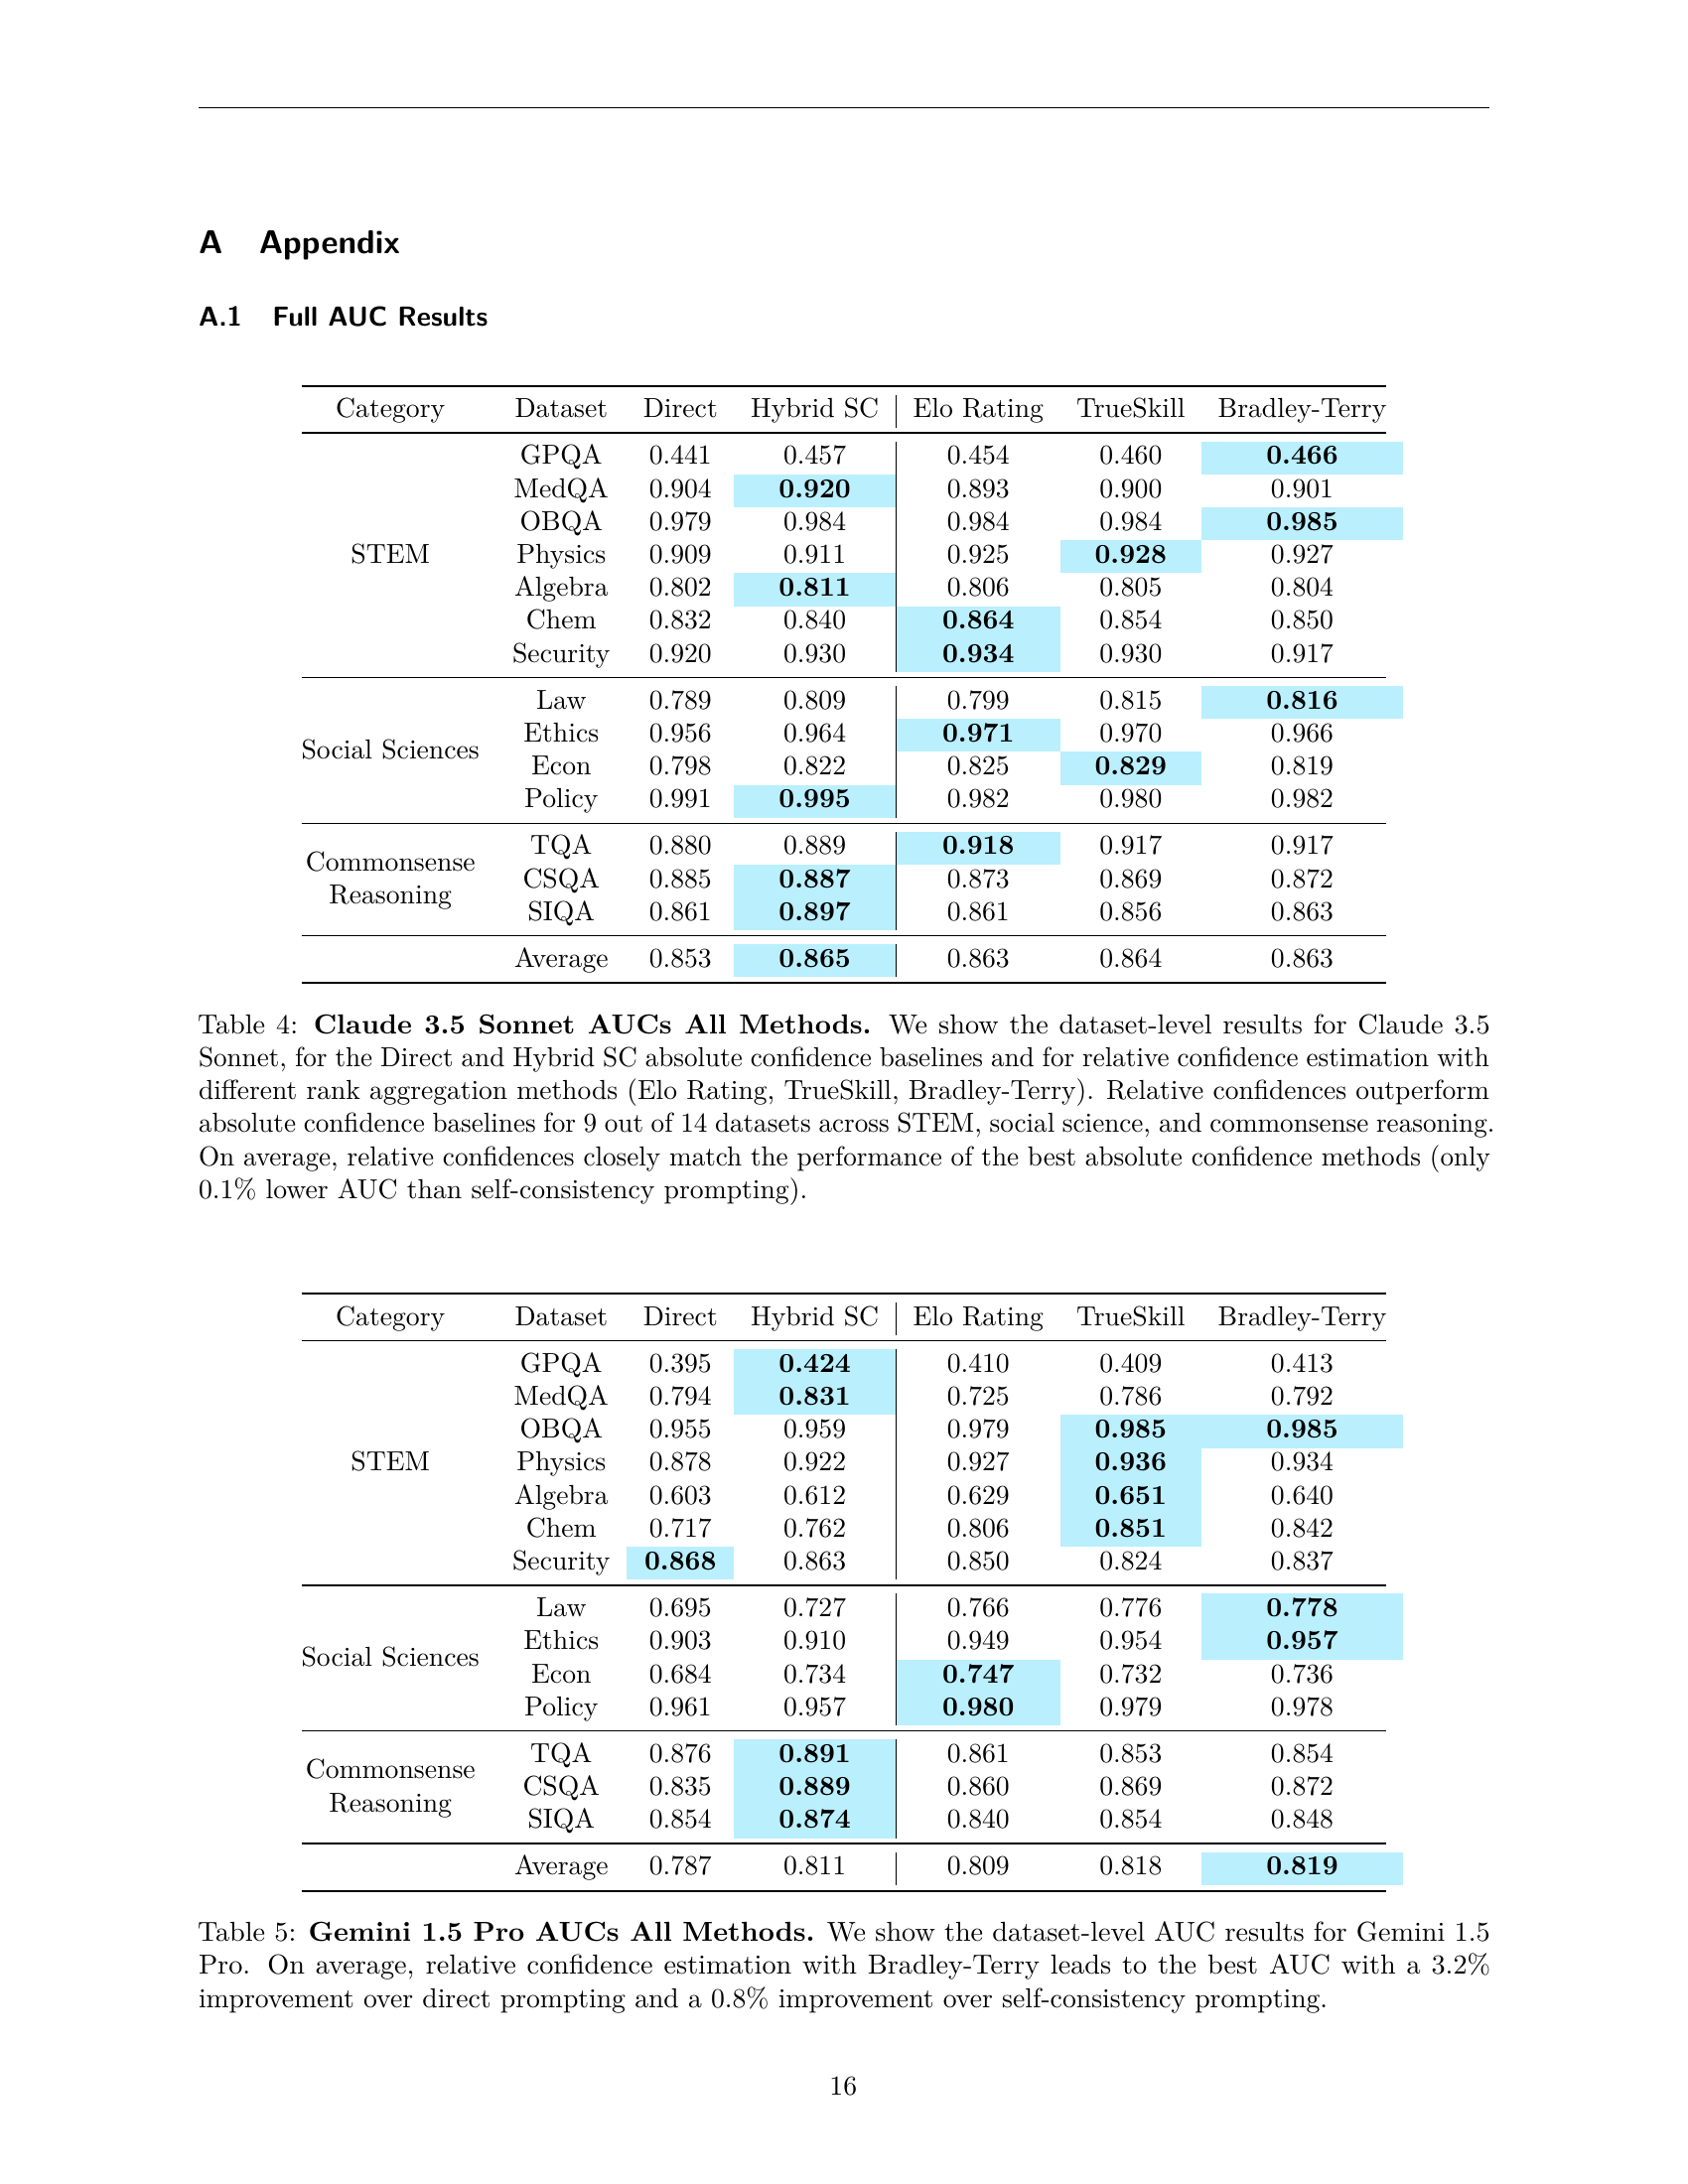 A Appendix
A.1 Full AUC Results
Category Dataset Direct Hybrid SC Elo Rating TrueSkill Bradley-Terry
GPQA 0.441 0.457 0.454 0.460 0.466
MedQA 0.904 0.920 0.893 0.900 0.901
OBQA 0.979 0.984 0.984 0.984 0.985
STEM Physics 0.909 0.911 0.925 0.928 0.927
Algebra 0.802 0.811 0.806 0.805 0.804
Chem 0.832 0.840 0.864 0.854 0.850
Security 0.920 0.930 0.934 0.930 0.917
Law 0.789 0.809 0.799 0.815 0.816
Ethics 0.956 0.964 0.971 0.970 0.966
Social Sciences
Econ 0.798 0.822 0.825 0.829 0.819
Policy 0.991 0.995 0.982 0.980 0.982
TQA 0.880 0.889 0.918 0.917 0.917
Commonsense
CSQA 0.885 0.887 0.873 0.869 0.872
Reasoning
SIQA 0.861 0.897 0.861 0.856 0.863
Average 0.853 0.865 0.863 0.864 0.863
Table 4: Claude 3.5 Sonnet AUCs All Methods. We show the dataset-level results for Claude 3.5
Sonnet, for the Direct and Hybrid SC absolute confidence baselines and for relative confidence estimation with
different rank aggregation methods (Elo Rating, TrueSkill, Bradley-Terry). Relative confidences outperform
absolute confidence baselines for 9 out of 14 datasets across STEM, social science, and commonsense reasoning.
On average, relative confidences closely match the performance of the best absolute confidence methods (only
0.1% lower AUC than self-consistency prompting).
Category Dataset Direct Hybrid SC Elo Rating TrueSkill Bradley-Terry
GPQA 0.395 0.424 0.410 0.409 0.413
MedQA 0.794 0.831 0.725 0.786 0.792
OBQA 0.955 0.959 0.979 0.985 0.985
STEM Physics 0.878 0.922 0.927 0.936 0.934
Algebra 0.603 0.612 0.629 0.651 0.640
Chem 0.717 0.762 0.806 0.851 0.842
Security 0.868 0.863 0.850 0.824 0.837
Law 0.695 0.727 0.766 0.776 0.778
Ethics 0.903 0.910 0.949 0.954 0.957
Social Sciences
Econ 0.684 0.734 0.747 0.732 0.736
Policy 0.961 0.957 0.980 0.979 0.978
TQA 0.876 0.891 0.861 0.853 0.854
Commonsense
CSQA 0.835 0.889 0.860 0.869 0.872
Reasoning
SIQA 0.854 0.874 0.840 0.854 0.848
Average 0.787 0.811 0.809 0.818 0.819
Table 5: Gemini 1.5 Pro AUCs All Methods. We show the dataset-level AUC results for Gemini 1.5
Pro. On average, relative confidence estimation with Bradley-Terry leads to the best AUC with a 3.2%
improvement over direct prompting and a 0.8% improvement over self-consistency prompting.
16